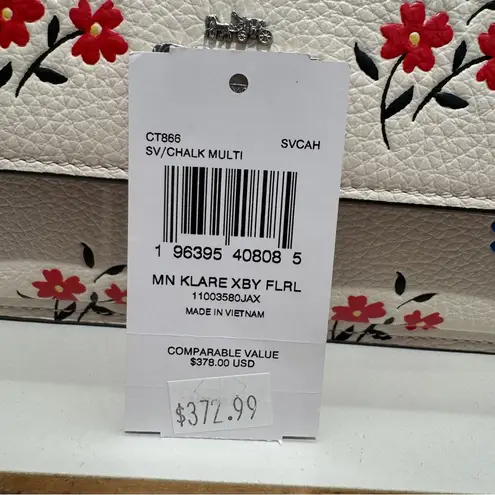 CT866
SV/CHALK MULTI SVCAH
1 96395 40808 5
MN KLARE XBY FLRL
11003580JAX
MADE IN VIETNAM
COMPARABLE VALUE
$378.00 USD
$372.99